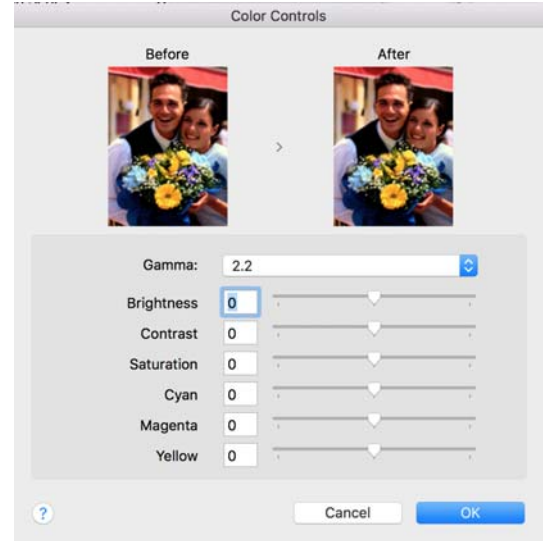 Color Controls
Before After
>
Gamma: 2.2
Brightness 0
Contrast 0
Saturation 0
Cyan 0
Magenta 0
Yellow 0
? Cancel OK